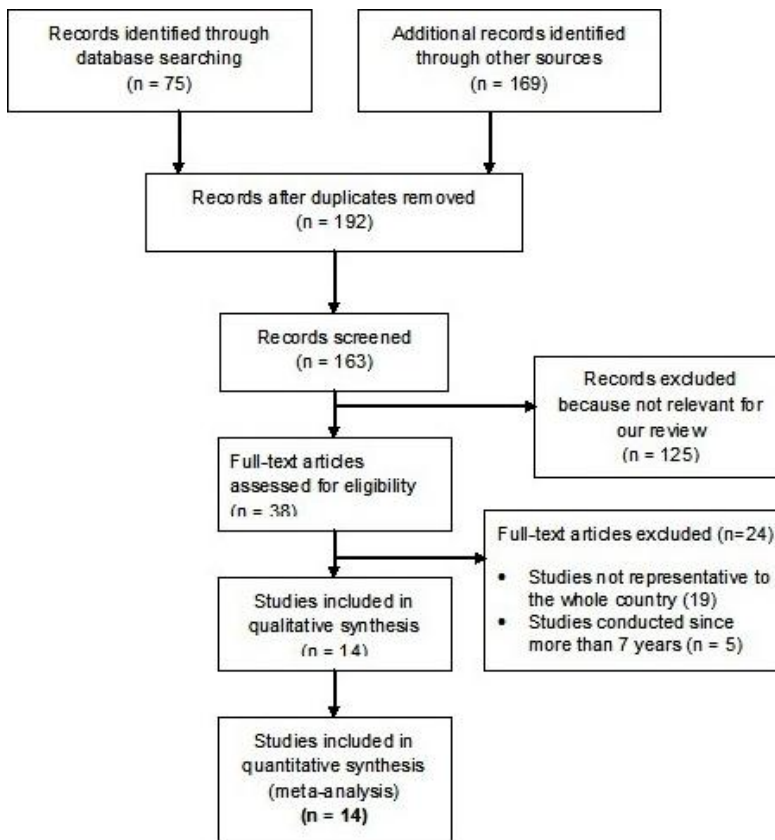 Records identified through
database searching
(n = 75)
Additional records identified
through other sources
(n = 169)
Records after duplicates removed
(n = 192)
Records screened
(n = 163)
Records excluded
because not relevant for
our review
(n = 125)
Full-text articles
assessed for eligibility
(n = 38)
Full-text articles excluded (n=24)
• Studies not representative to
the whole country (19)
• Studies conducted since
more than 7 years (n = 5)
Studies included in
qualitative synthesis
(n = 14)
Studies included in
quantitative synthesis
(meta-analysis)
(n = 14)